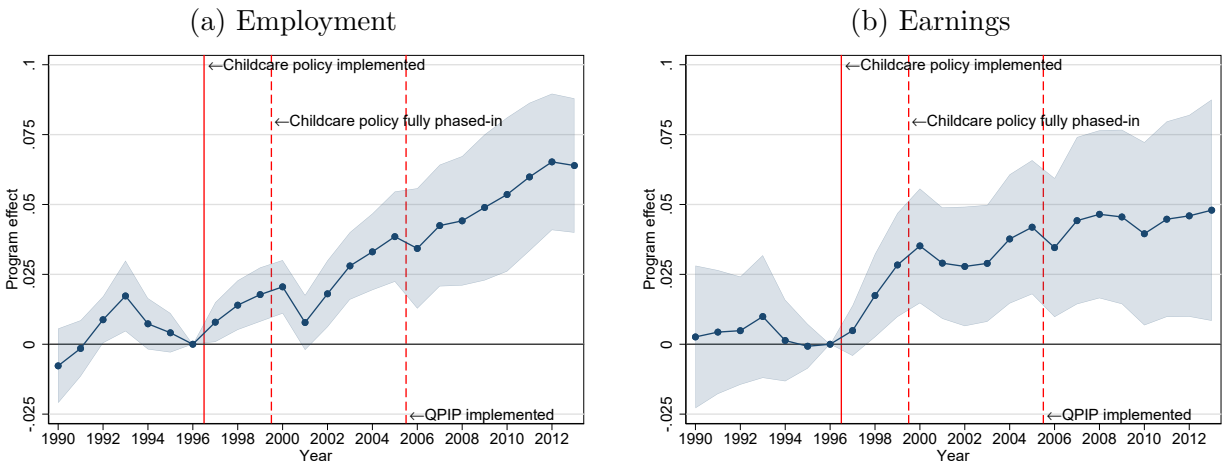 (a) Employment
Program effect
.1
.075
.05
.025
0
-.025
←Childcare policy implemented
←Childcare policy fully phased-in
←QPIP implemented
1990 1992 1994 1996 1998 2000 2002 2004 2006 2008 2010 2012
Year
(b) Earnings
Program effect
.1
.075
.05
.025
0
-.025
←Childcare policy implemented
←Childcare policy fully phased-in
←QPIP implemented
1990 1992 1994 1996 1998 2000 2002 2004 2006 2008 2010 2012
Year